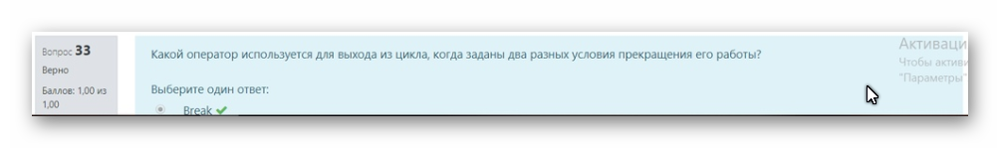 Вопрос 33
Верно
Баллов: 1,00 из
1,00
Какой оператор используется для выхода из цикла, когда заданы два разных условия прекращения его работы?
Выберите один ответ:
Break
Активаци
Чтобы активи
"Параметры"